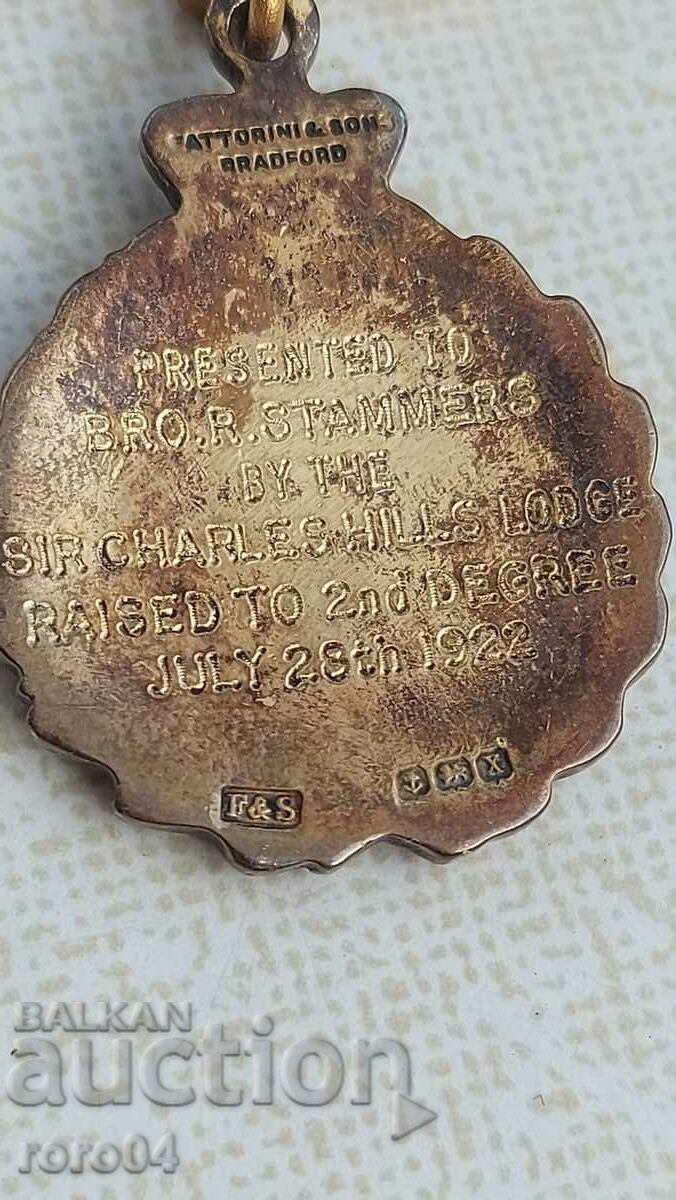 FATTORINI & SONS
BRADFORD
PRESENTED TO
BRO.R.STAMMERS
BY THE
SIR CHARLES HILLS LODGE
RAISED TO 2nd DEGREE
JULY 28th 1922
F&S
X
BALKAN
auction
roro04